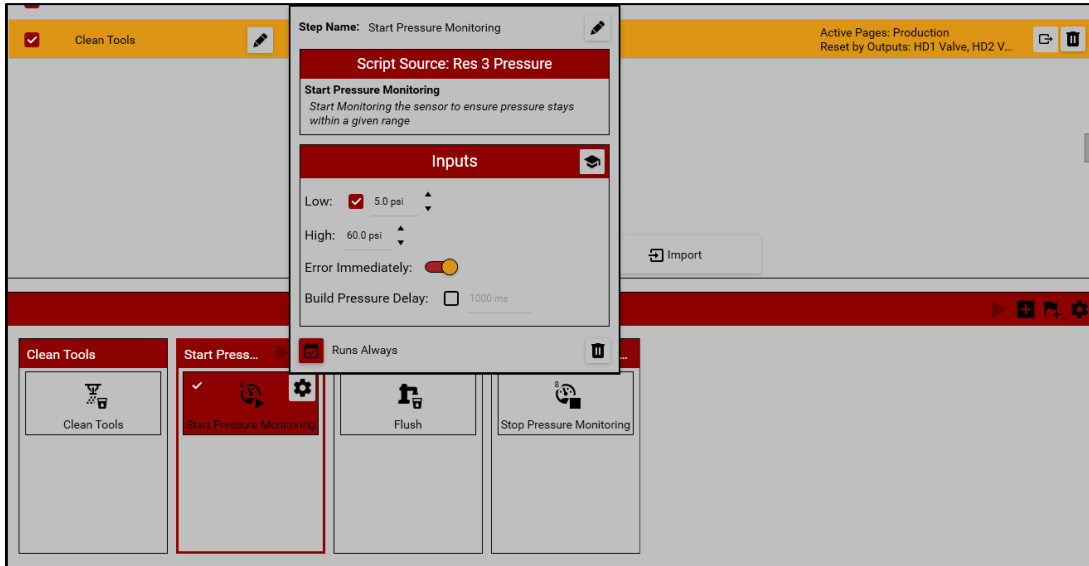 Clean Tools
Active Pages: Production
Reset by Outputs: HD1 Valve, HD2 V...
Step Name: Start Pressure Monitoring
Script Source: Res 3 Pressure
Start Pressure Monitoring
Start Monitoring the sensor to ensure pressure stays
within a given range
Inputs
Low: 5.0 psi
High: 60.0 psi
Error Immediately:
Build Pressure Delay: 1000 ms
Runs Always
Import
Clean Tools
Start Press...
...
Clean Tools
8
Start Pressure Monitoring
Flush
8
Stop Pressure Monitoring